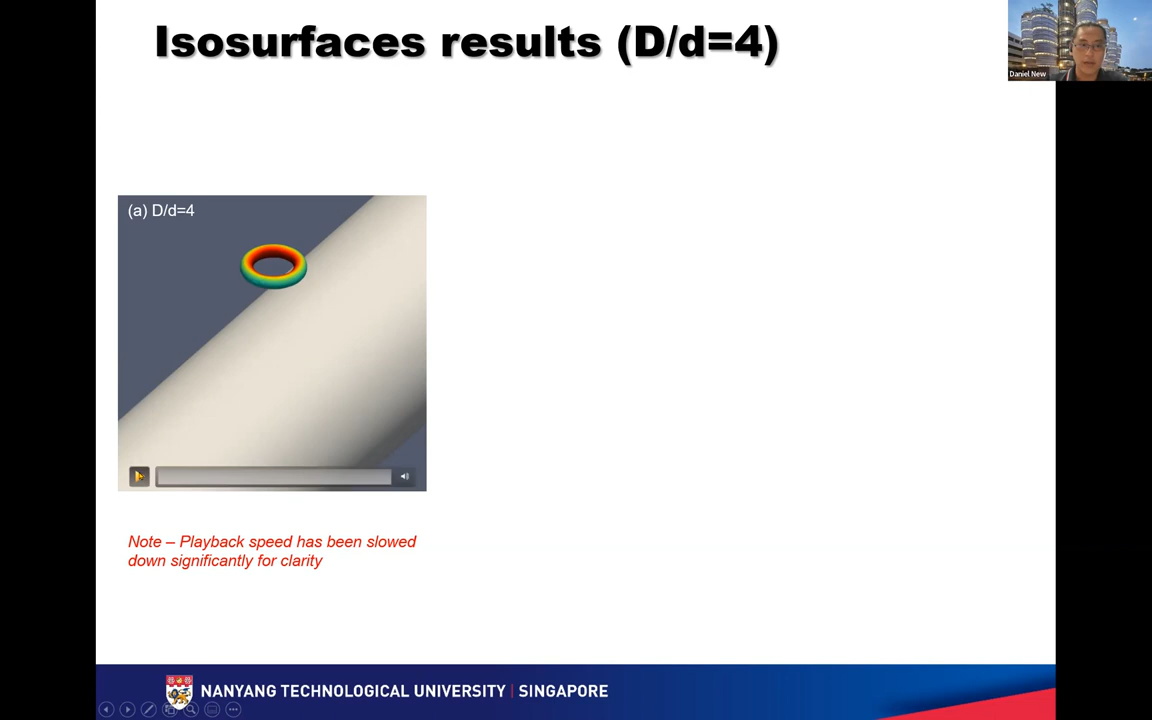 Isosurfaces results (D/d=4)
Daniel New
(a) D/d=4
Note – Playback speed has been slowed
down significantly for clarity
NANYANG TECHNOLOGICAL UNIVERSITY | SINGAPORE